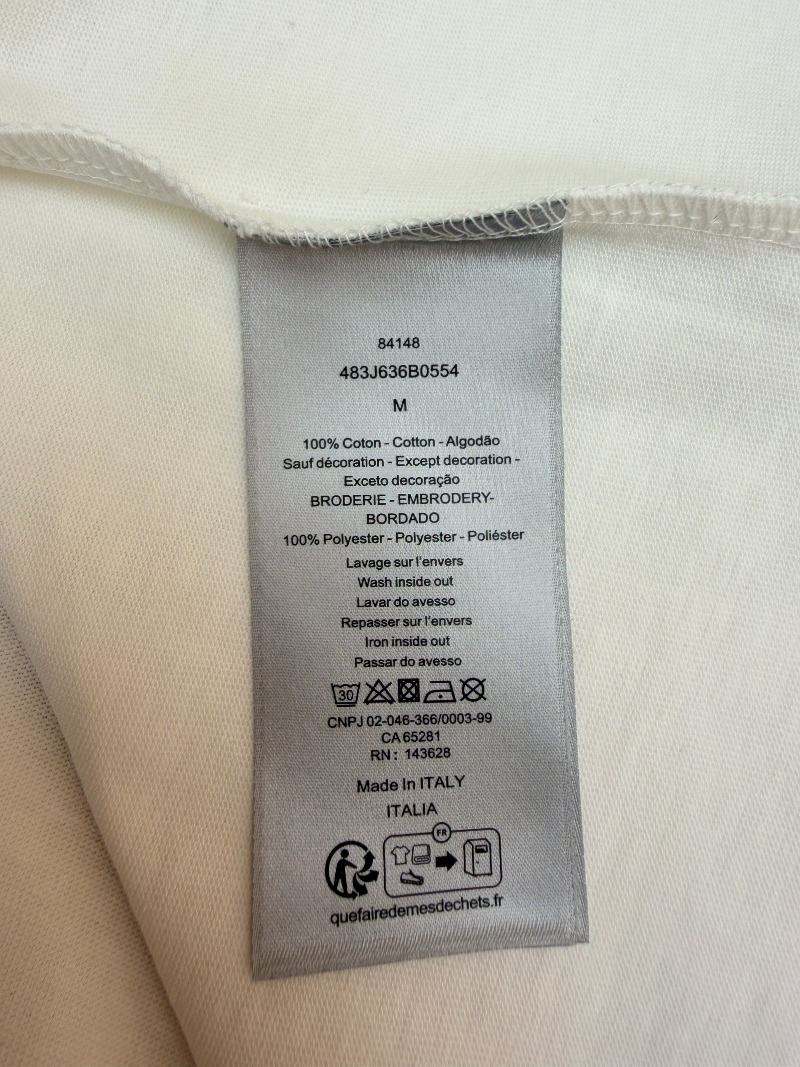 84148
483J636B0554
M
100% Coton - Cotton - Algodão
Sauf décoration - Except decoration -
Exceto decoração
BRODERIE - EMBRODERY-
BORDADO
100% Polyester - Polyester - Poliéster
Lavage sur l'envers
Wash inside out
Lavar do avesso
Repasser sur l'envers
Iron inside out
Passar do avesso
30
CNPJ 02-046-366/0003-99
CA 65281
RN : 143628
Made In ITALY
ITALIA
FR
quefairedemesdechets.fr